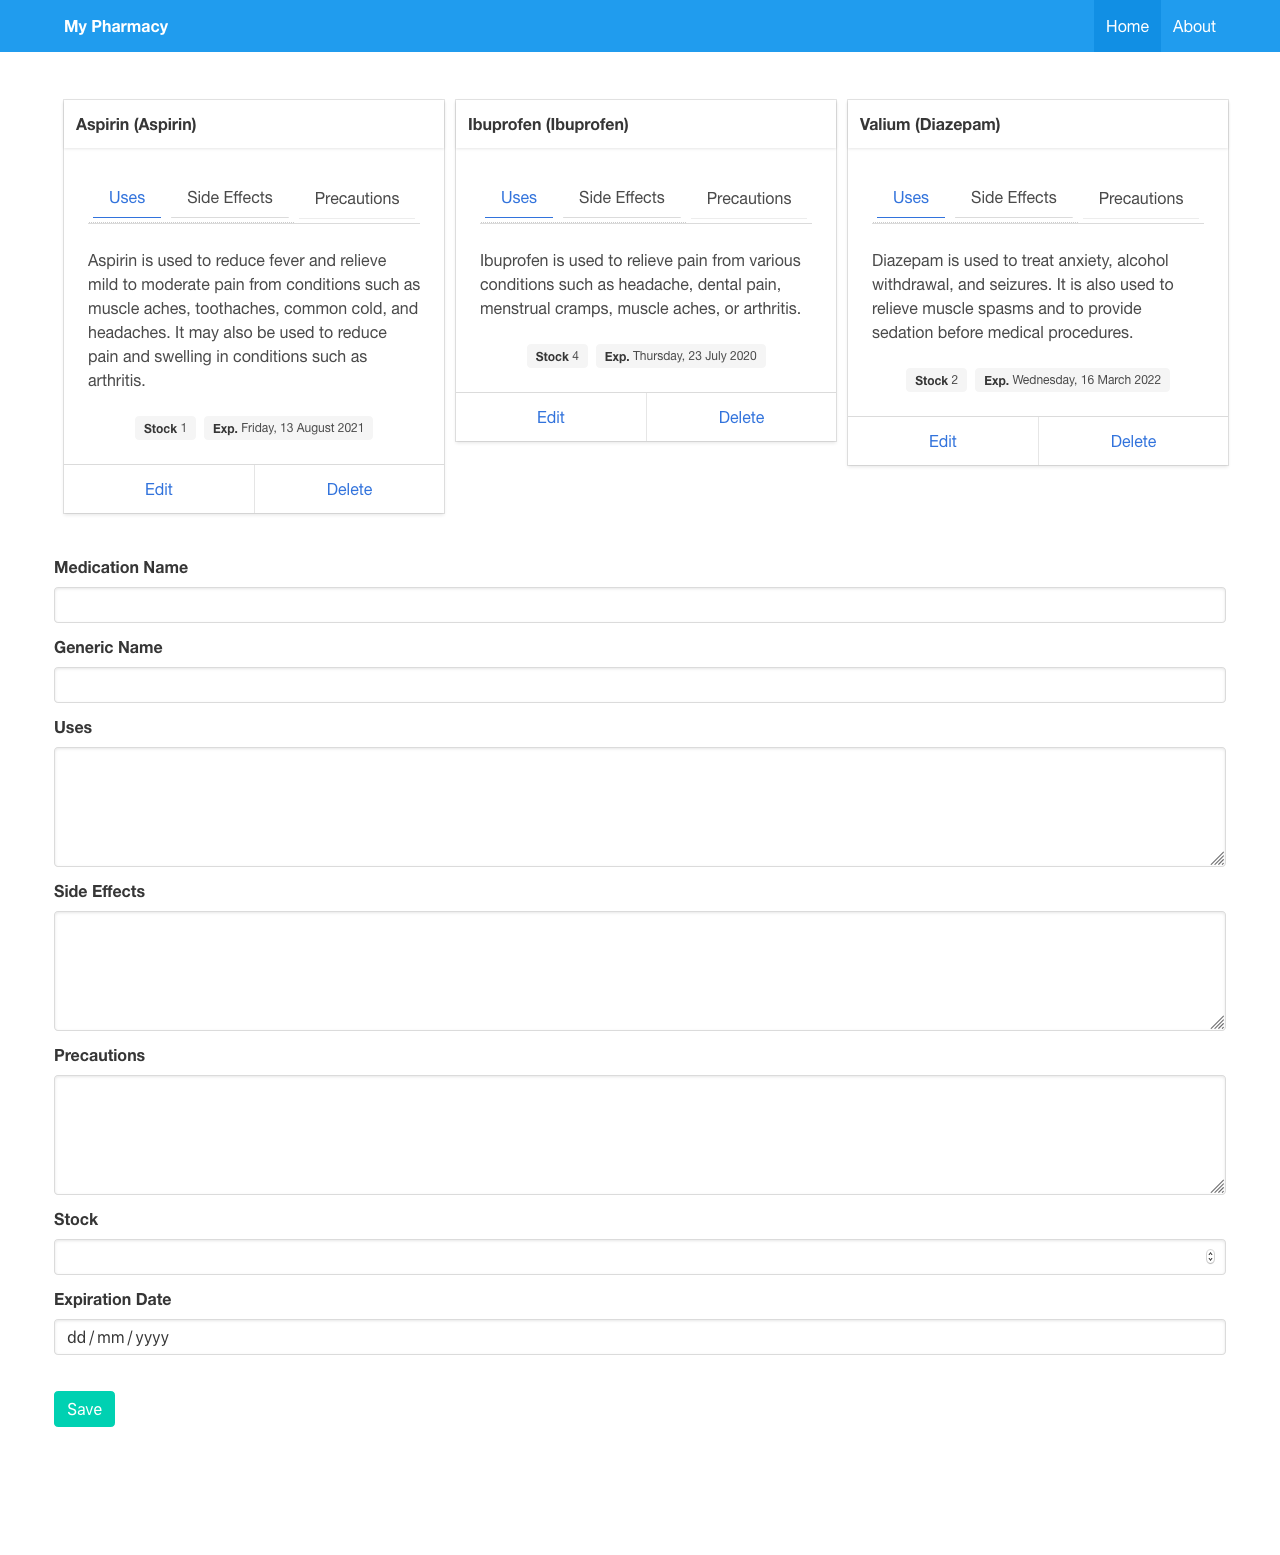 My Pharmacy
Home About
Aspirin (Aspirin)
Uses Side Effects Precautions
Aspirin is used to reduce fever and relieve
mild to moderate pain from conditions such as
muscle aches, toothaches, common cold, and
headaches. It may also be used to reduce
pain and swelling in conditions such as
arthritis.
Stock 1 Exp. Friday, 13 August 2021
Edit Delete
Ibuprofen (Ibuprofen)
Uses Side Effects Precautions
Ibuprofen is used to relieve pain from various
conditions such as headache, dental pain,
menstrual cramps, muscle aches, or arthritis.
Stock 4 Exp. Thursday, 23 July 2020
Edit Delete
Valium (Diazepam)
Uses Side Effects Precautions
Diazepam is used to treat anxiety, alcohol
withdrawal, and seizures. It is also used to
relieve muscle spasms and to provide
sedation before medical procedures.
Stock 2 Exp. Wednesday, 16 March 2022
Edit Delete
Medication Name
Generic Name
Uses
Side Effects
Precautions
Stock
Expiration Date
dd/mm/yyyy
Save